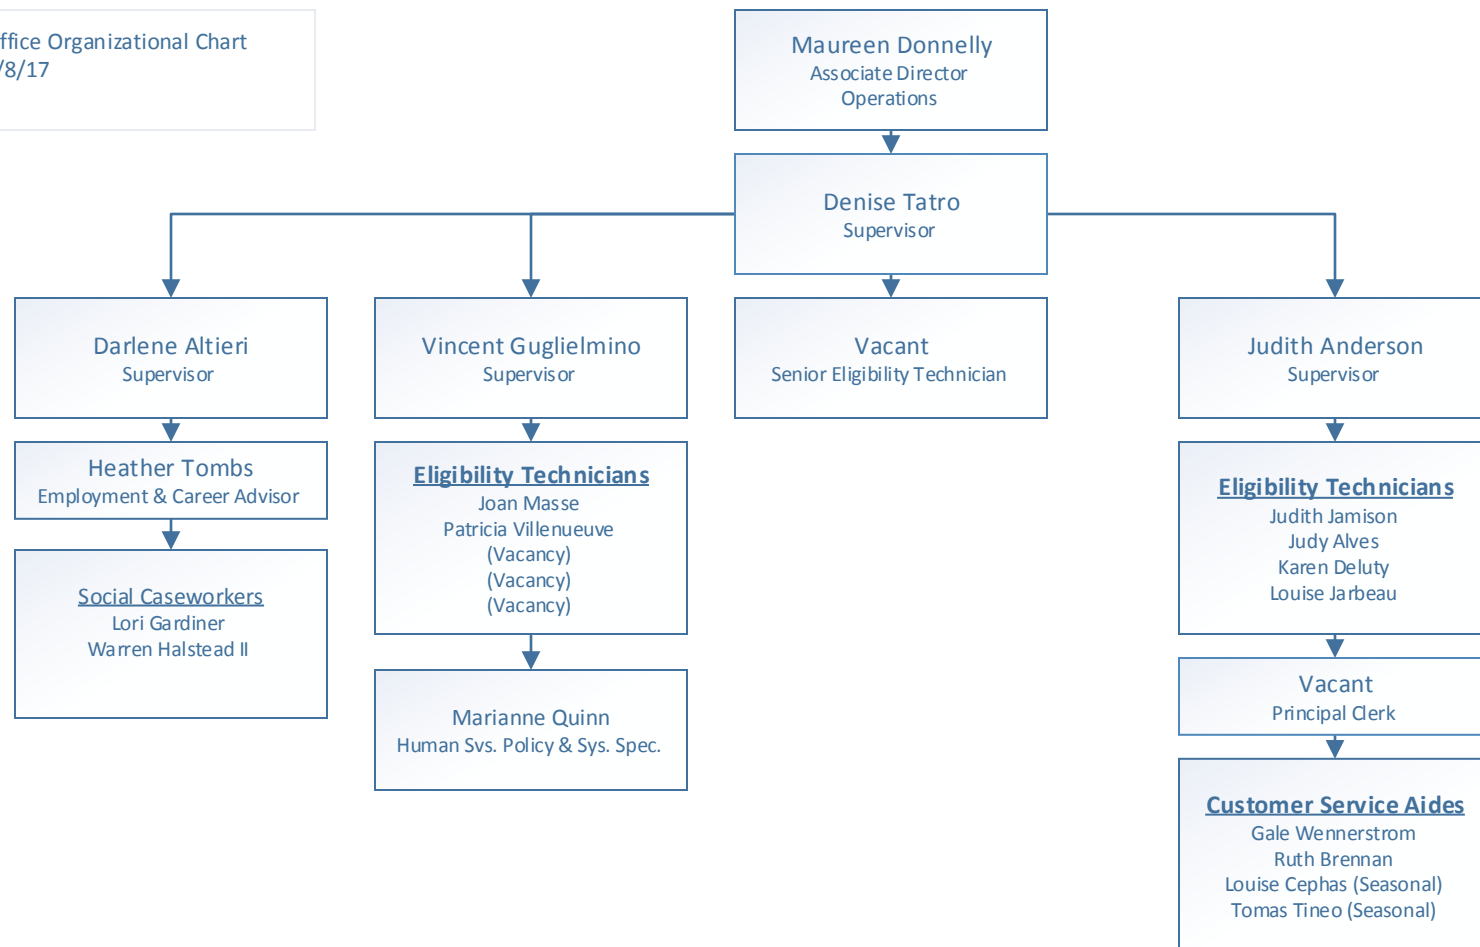 ffice Organizational Chart
/8/17
Maureen Donnelly
Associate Director
Operations
Denise Tatro
Supervisor
Darlene Altieri
Supervisor
Vincent Guglielmino
Supervisor
Vacant
Senior Eligibility Technician
Judith Anderson
Supervisor
Heather Tombs
Employment & Career Advisor
Social Caseworkers
Lori Gardiner
Warren Halstead II
Eligibility Technicians
Joan Masse
Patricia Villenueuve
(Vacancy)
(Vacancy)
(Vacancy)
Marianne Quinn
Human Svs. Policy & Sys. Spec.
Eligibility Technicians
Judith Jamison
Judy Alves
Karen Deluty
Louise Jarbeau
Vacant
Principal Clerk
Customer Service Aides
Gale Wennerstrom
Ruth Brennan
Louise Cephas (Seasonal)
Tomas Tineo (Seasonal)